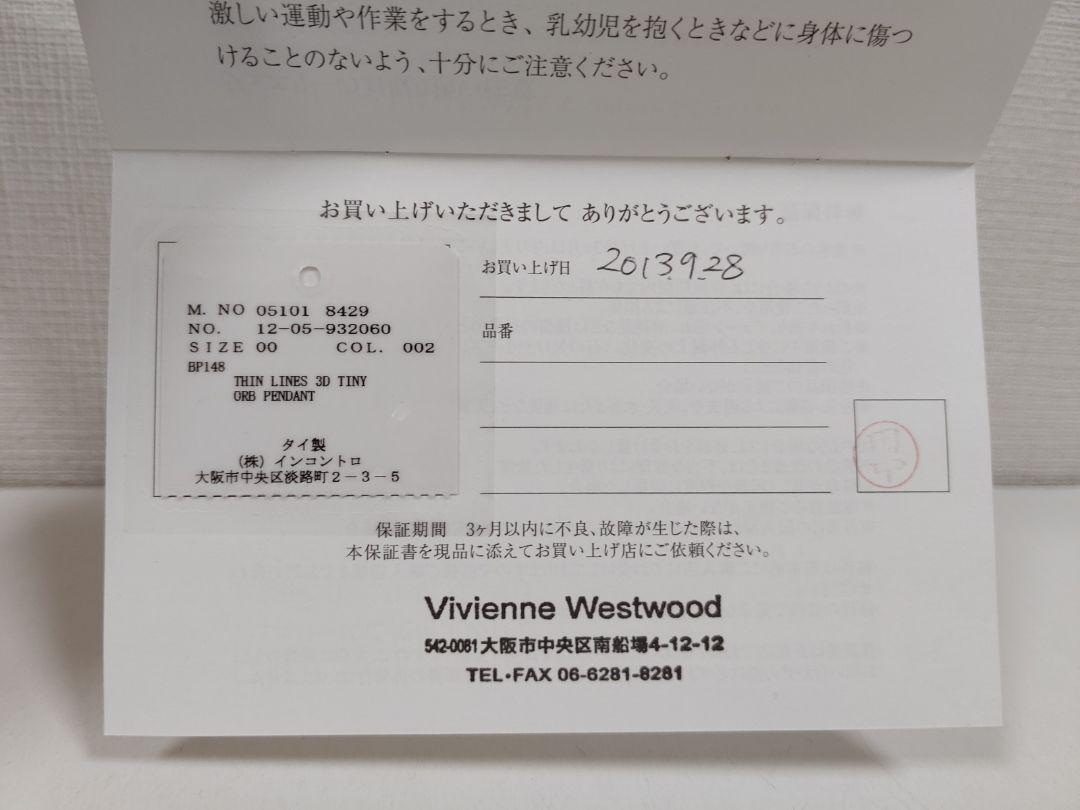 激しい運動や作業をするとき、乳幼児を抱くときなどに身体に傷つ
けることのないよう、十分にご注意ください。
お買い上げいただきまして ありがとうございます。
お買い上げ日 2013.9.28
M. NO 05101 8429
NO. 12-05-932060
SIZE 00 COL. 002
BP148
THIN LINES 3D TINY
ORB PENDANT
タイ製
(株) インコントロ
大阪市中央区淡路町2-3-5
品番
保証期間 3ヶ月以内に不良、故障が生じた際は、
本保証書を現品に添えてお買い上げ店にご依頼ください。
Vivienne Westwood
542-0081大阪市中央区南船場4-12-12
TEL・FAX 06-6281-8281